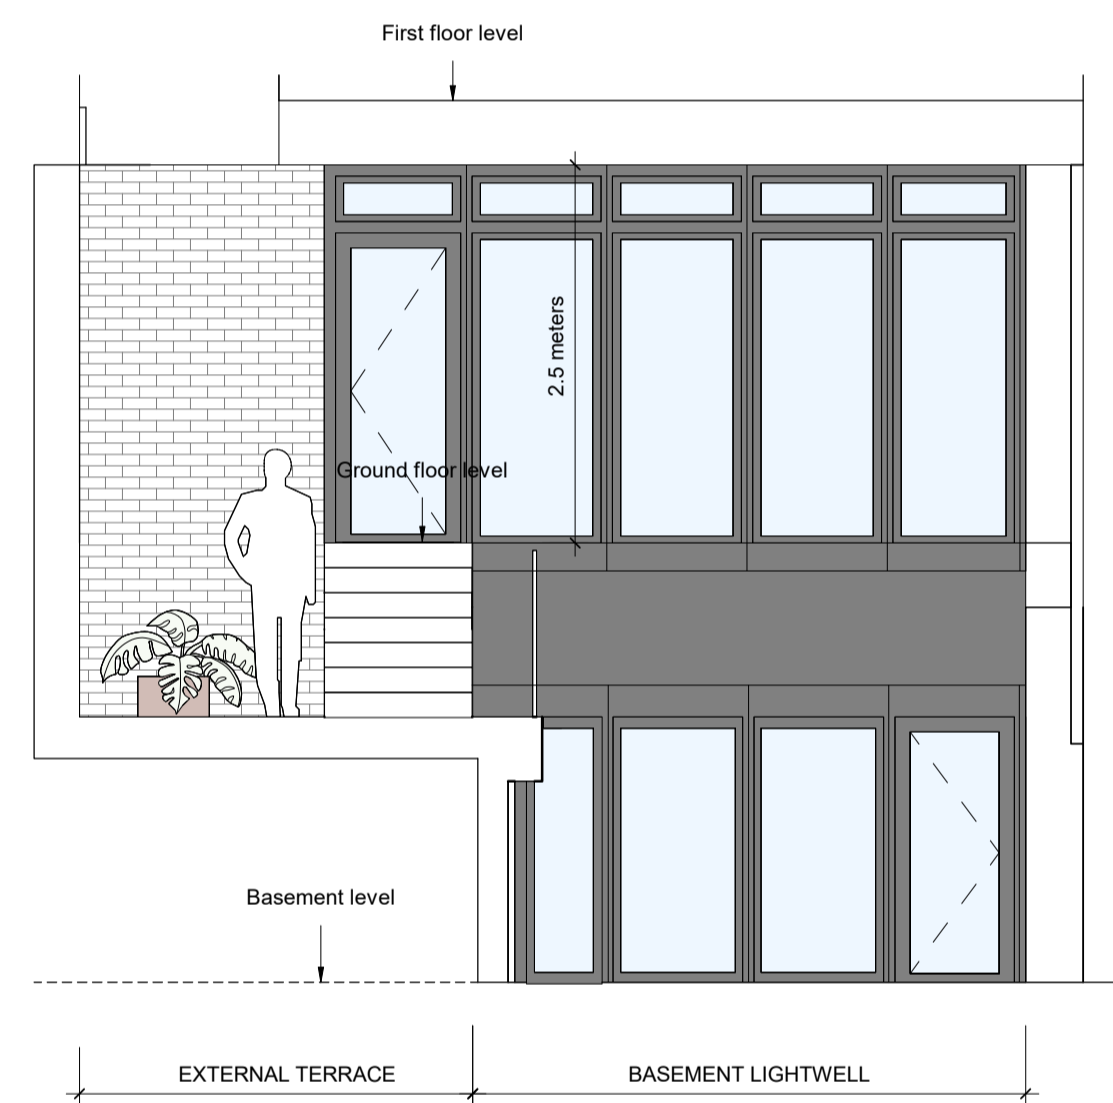 First floor level
2.5 meters
Ground floor level
Basement level
EXTERNAL TERRACE
BASEMENT LIGHTWELL